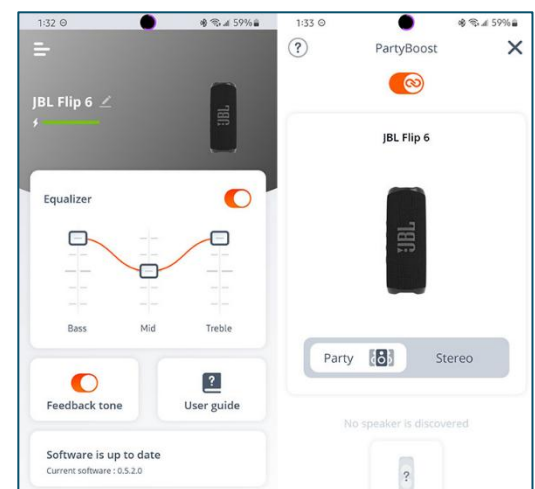 1:32
59%
JBL Flip 6
JBL
Equalizer
Bass Mid Treble
Feedback tone
User guide
Software is up to date
Current software : 0.5.2.0
1:33
59%
PartyBoost
JBL Flip 6
JBL
Party Stereo
No speaker is discovered